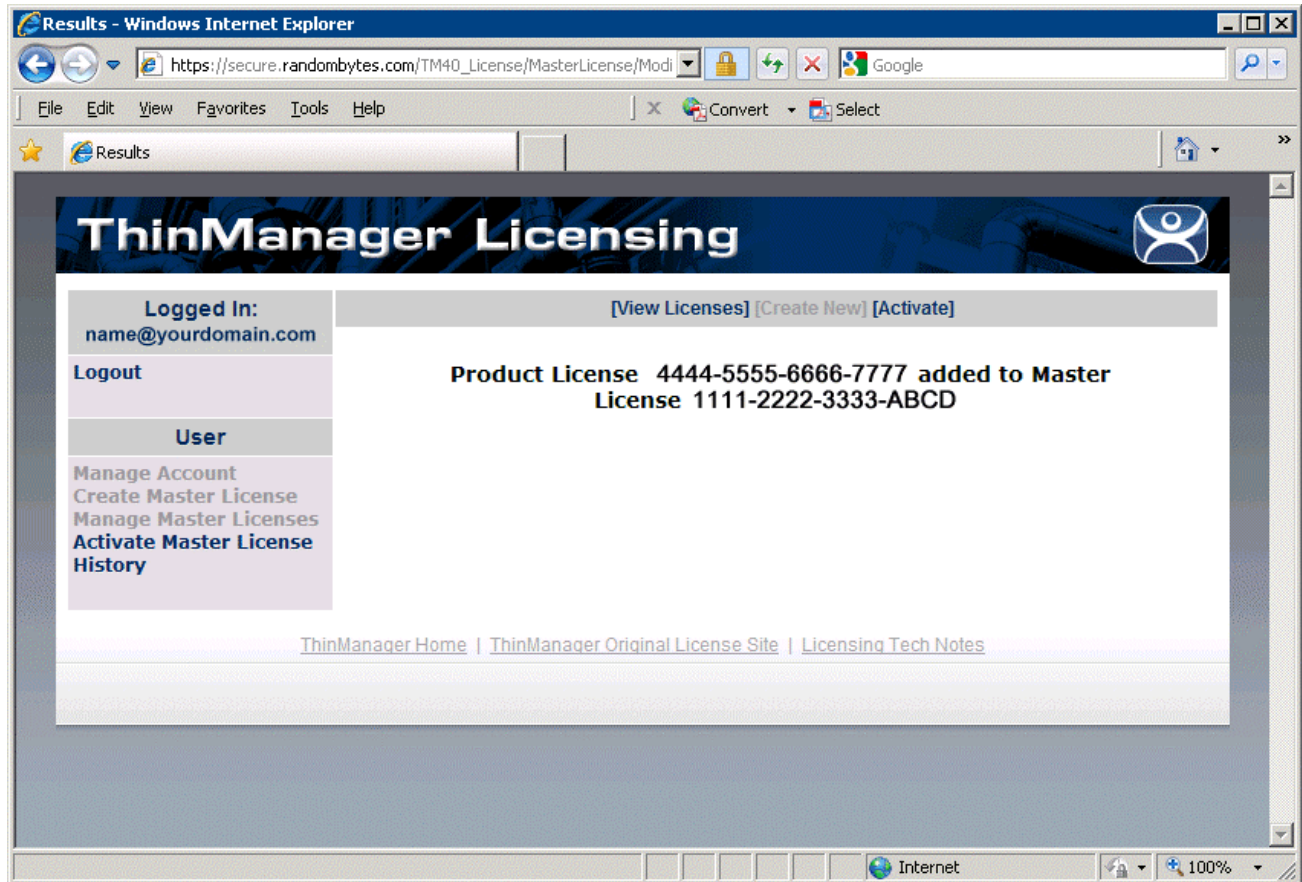 Results - Windows Internet Explorer
https://secure.randombytes.com/TM40_License/MasterLicense/Modi
Google
File Edit View Favorites Tools Help
Convert Select
Results
»
ThinManager Licensing
Logged In:
name@yourdomain.com
[View Licenses] [Create New] [Activate]
Logout
Product License 4444-5555-6666-7777 added to Master
License 1111-2222-3333-ABCD
User
Manage Account
Create Master License
Manage Master Licenses
Activate Master License
History
ThinManager Home | ThinManager Original License Site | Licensing Tech Notes
Internet
100%